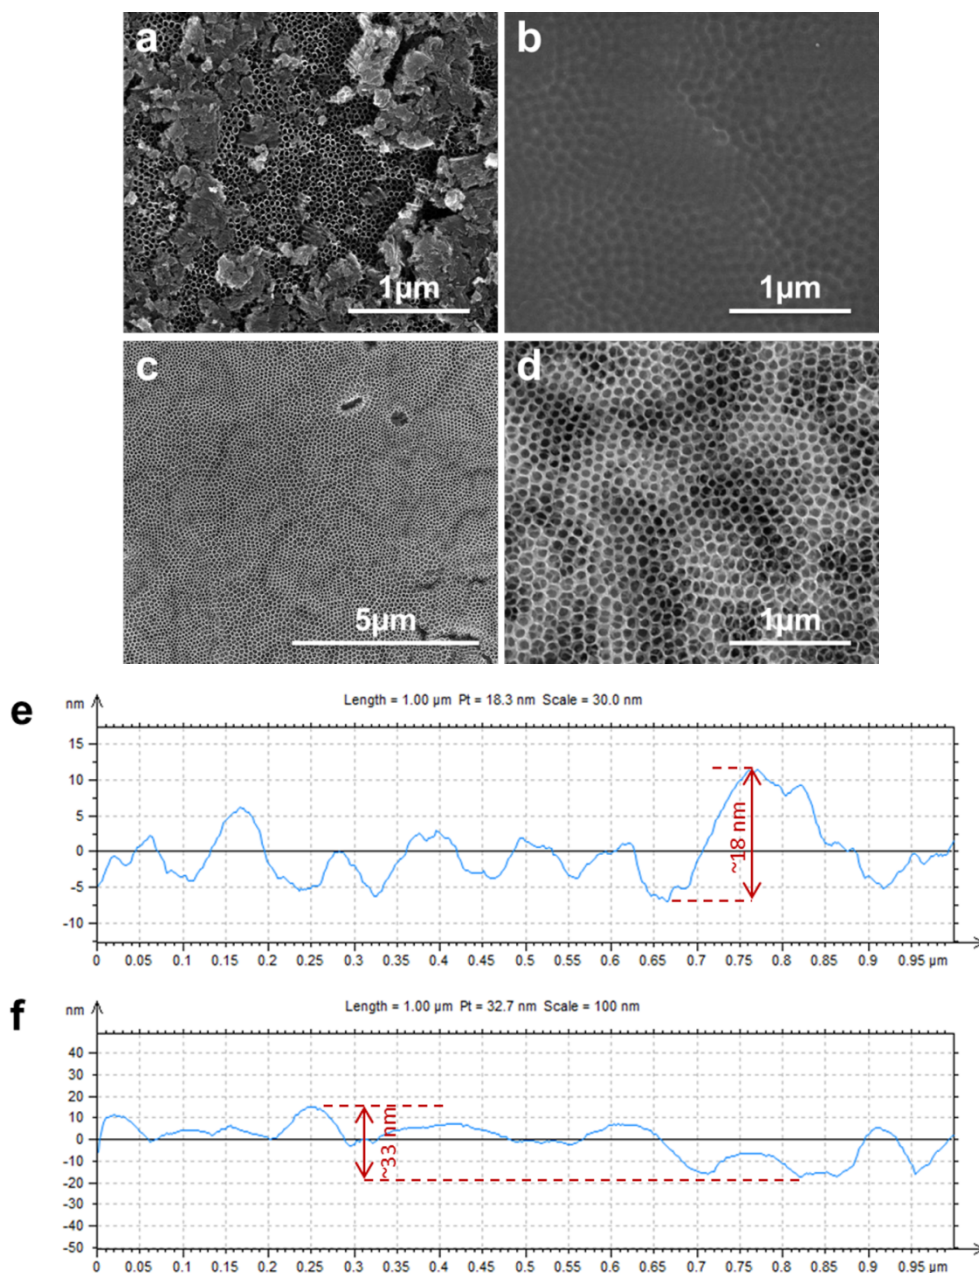 a
b
1µm
1µm
c
d
5µm
1µm
e
nm
Length = 1.00 µm Pt = 18.3 nm Scale = 30.0 nm
15
10
5
0
-5
-10
~18 nm
0 0.05 0.1 0.15 0.2 0.25 0.3 0.35 0.4 0.45 0.5 0.55 0.6 0.65 0.7 0.75 0.8 0.85 0.9 0.95 µm
f
nm
Length = 1.00 µm Pt = 32.7 nm Scale = 100 nm
40
30
20
10
0
-10
-20
-30
-40
-50
~33 nm
0 0.05 0.1 0.15 0.2 0.25 0.3 0.35 0.4 0.45 0.5 0.55 0.6 0.65 0.7 0.75 0.8 0.85 0.9 0.95 µm